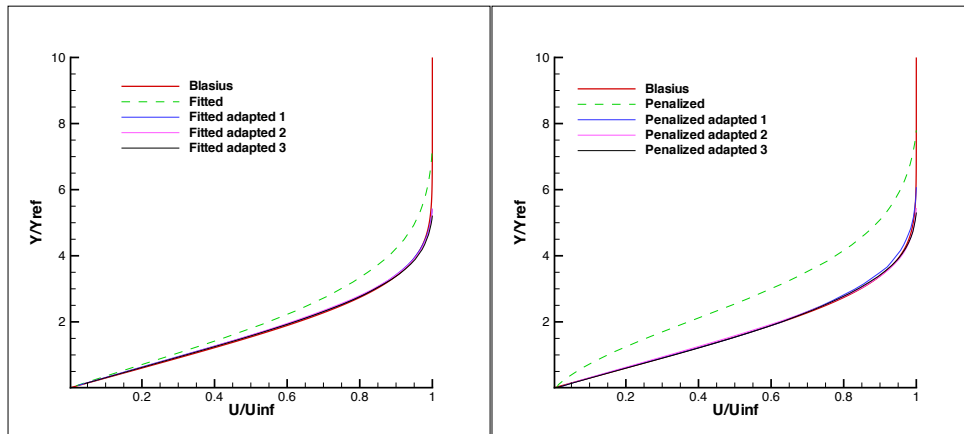 Y/Yref
10
8
6
4
2
Blasius
Fitted
Fitted adapted 1
Fitted adapted 2
Fitted adapted 3
0.2
0.4
0.6
0.8
1
U/Uinf
Y/Yref
10
8
6
4
2
Blasius
Penalized
Penalized adapted 1
Penalized adapted 2
Penalized adapted 3
0.2
0.4
0.6
0.8
1
U/Uinf